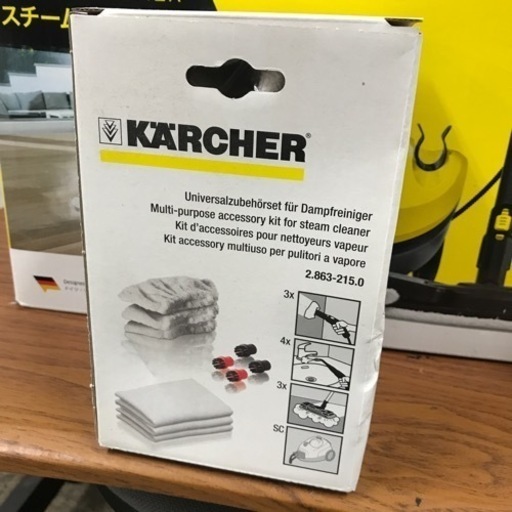 スチーム
KÄRCHER®
Universalzubehörset für Dampfreiniger
Multi-purpose accessory kit for steam cleaner
Kit d'accessoires pour nettoyeurs vapeur
Kit accessory multiuso per pulitori a vapore
2.863-215.0
3x
4x
3x
SC